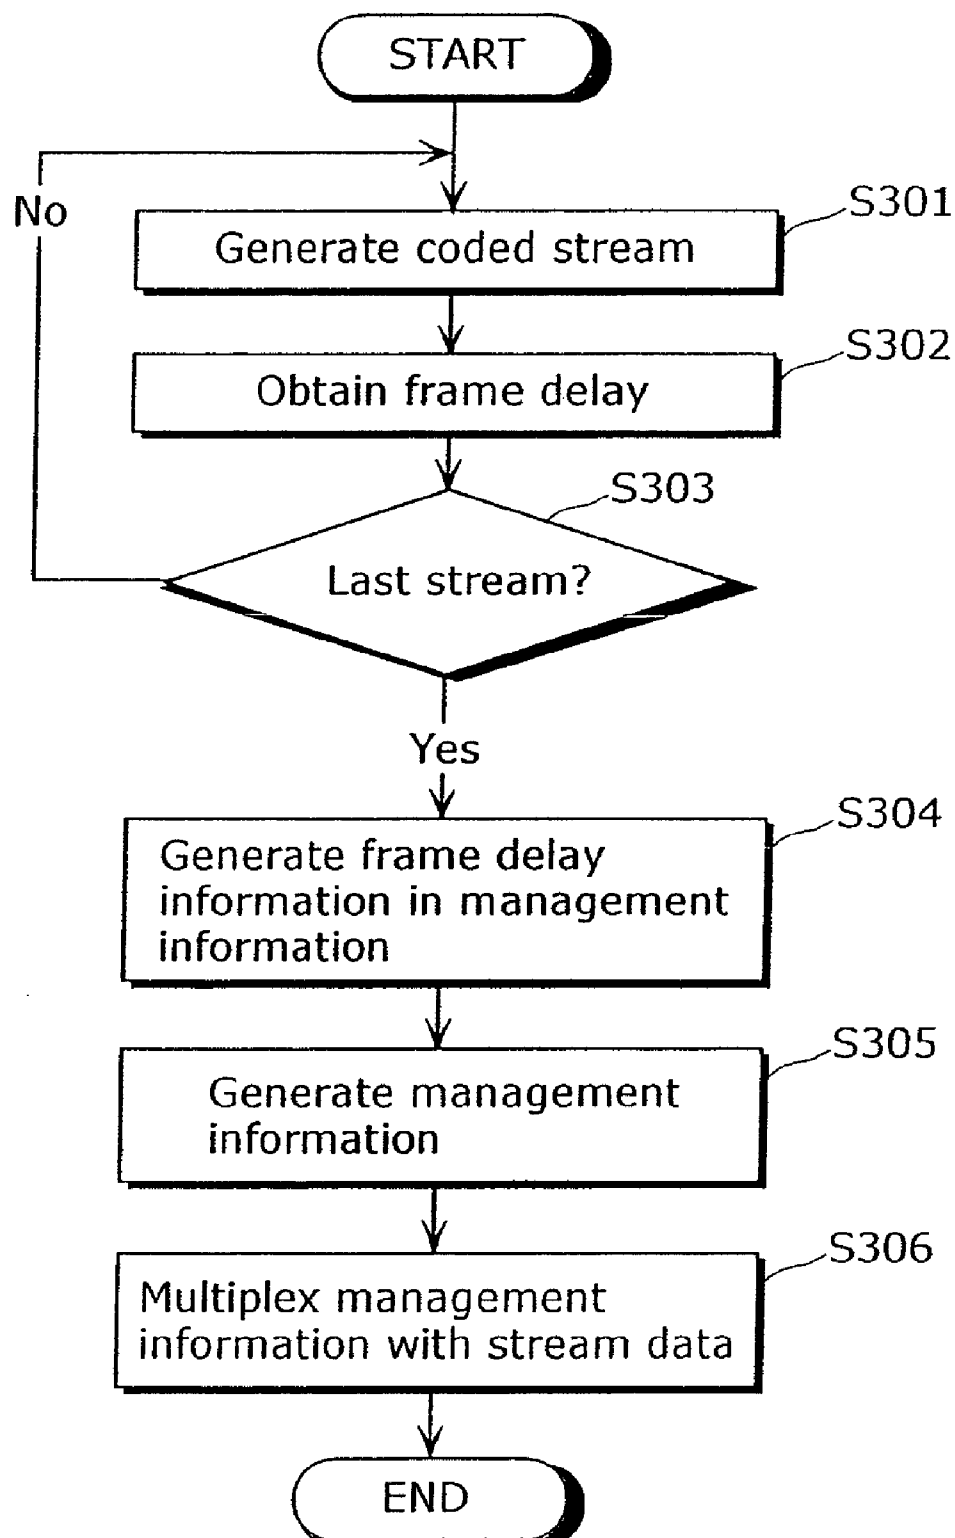 START
No
S301
Generate coded stream
S302
Obtain frame delay
S303
Last stream?
Yes
S304
Generate frame delay
information in management
information
S305
Generate management
information
S306
Multiplex management
information with stream data
END